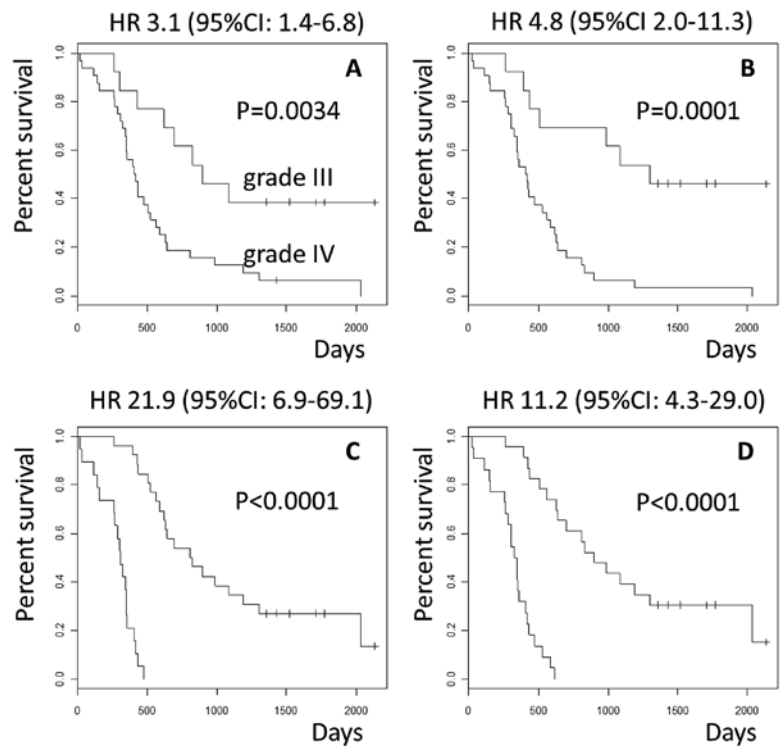 HR 3.1 (95%CI: 1.4-6.8)
A
P=0.0034
grade III
grade IV
Percent survival
0.0 0.2 0.4 0.6 0.8 1.0
0 500 1000 1500 2000
Days
HR 4.8 (95%CI 2.0-11.3)
B
P=0.0001
Percent survival
0.0 0.2 0.4 0.6 0.8 1.0
0 500 1000 1500 2000
Days
HR 21.9 (95%CI: 6.9-69.1)
C
P<0.0001
Percent survival
0.0 0.2 0.4 0.6 0.8 1.0
0 500 1000 1500 2000
Days
HR 11.2 (95%CI: 4.3-29.0)
D
P<0.0001
Percent survival
0.0 0.2 0.4 0.6 0.8 1.0
0 500 1000 1500 2000
Days